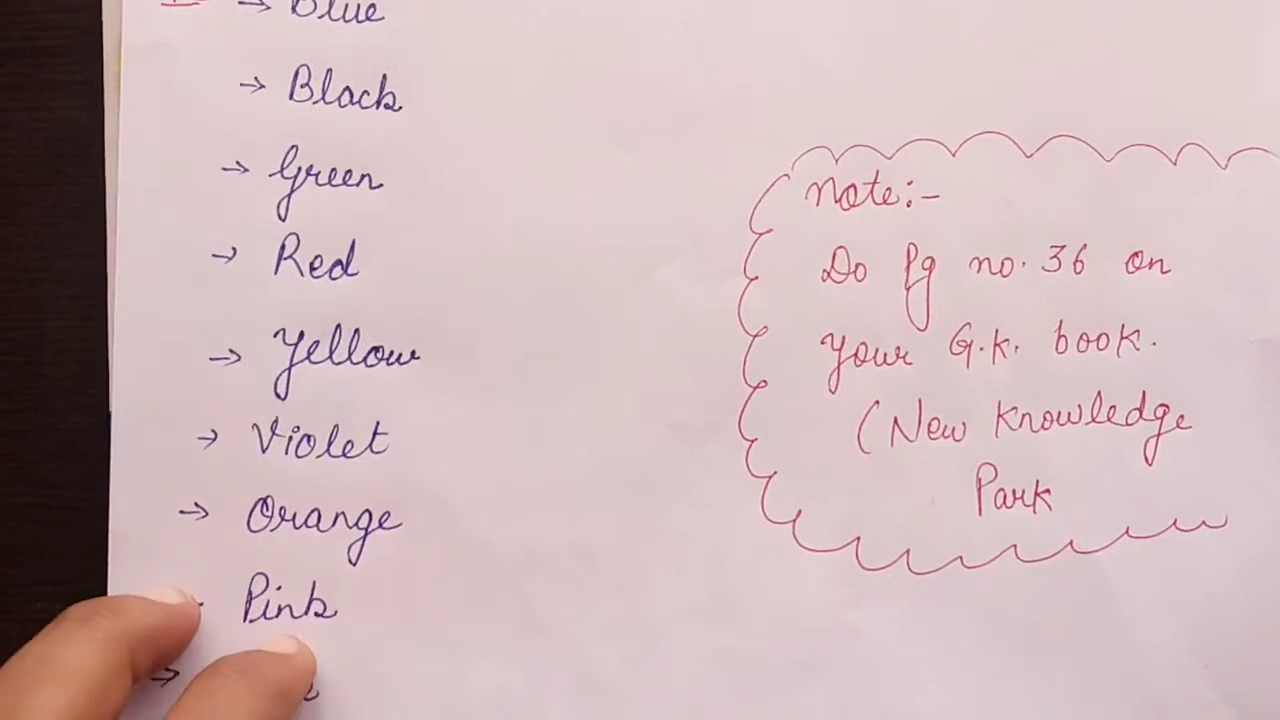 → Blue
→ Black
→ Green
→ Red
→ Yellow
→ Violet
→ Orange
Pink
→
note:-
Do Pg no. 36 on
your G.K. book.
(New Knowledge
Park